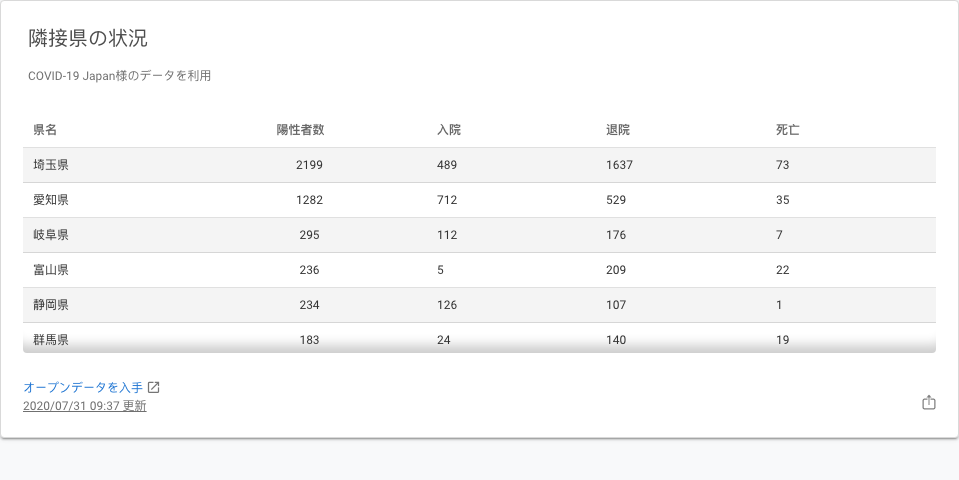 隣接県の状況
COVID-19 Japan様のデータを利用
県名 陽性者数 入院 退院 死亡
埼玉県 2199 489 1637 73
愛知県 1282 712 529 35
岐阜県 295 112 176 7
富山県 236 5 209 22
静岡県 234 126 107 1
群馬県 183 24 140 19
オープンデータを入手
2020/07/31 09:37 更新